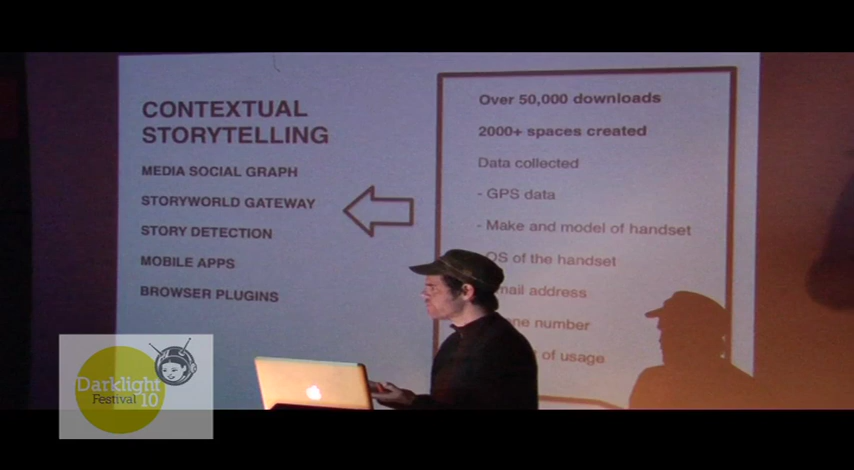 CONTEXTUAL
STORYTELLING
MEDIA SOCIAL GRAPH
STORYWORLD GATEWAY
STORY DETECTION
MOBILE APPS
BROWSER PLUGINS
Over 50,000 downloads
2000+ spaces created
Data collected
- GPS data
- Make and model of handset
OS of the handset
address
number
of usage
Darklight
Festival '10